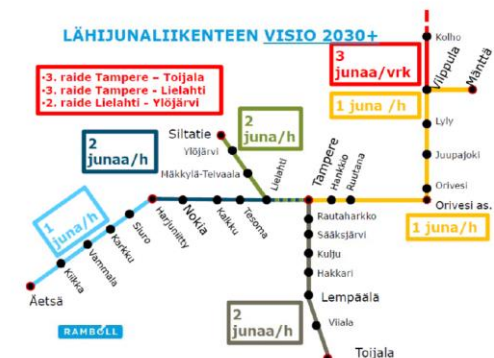 LÄHIJUNALIIKENTEEN VISIO 2030+
•3. raide Tampere – Toijala
•3. raide Tampere - Lielahti
•2. raide Lielahti - Ylöjärvi
3
junaa/vrk
Kolho
Vilppula
Mänttä
1 juna /h
Lyly
Juupajoki
Orivesi
Orivesi as.
1 juna /h
2
junaa/h
Siltatie
Ylöjärvi
Mäkkylä-Teivaala
2
juna/h
Lielahti
Tampere
Hankkio
Ruutana
1
juna/h
Äetsä
Kiikka
Vammala
Karkku
Siuro
Harjuniitty
Nokia
Kalkku
Tesoma
Rautaharkko
Sääksjärvi
Kulju
Hakkari
Lempäälä
2
junaa/h
Viiala
Toijala
RAMBOLL